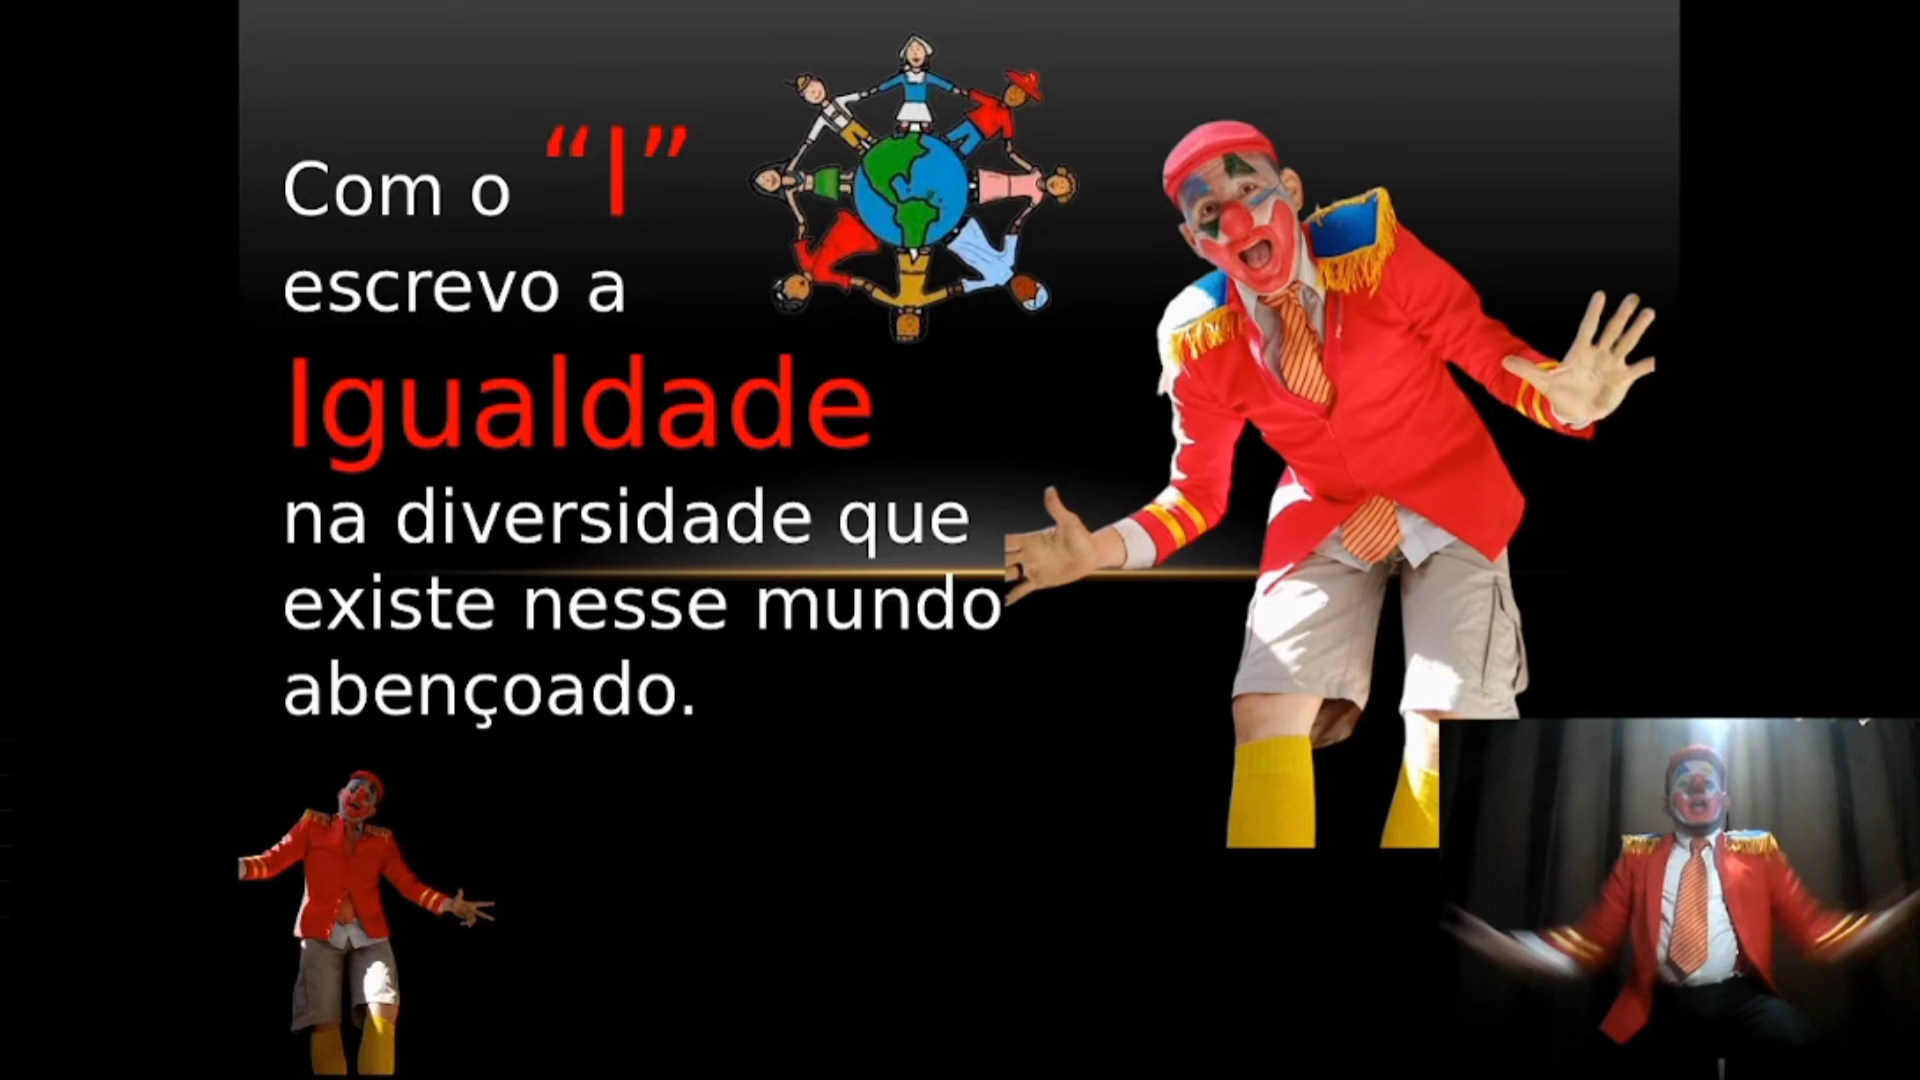 Com o “I”
escrevo a
Igualdade
na diversidade que
existe nesse mundo
abençoado.